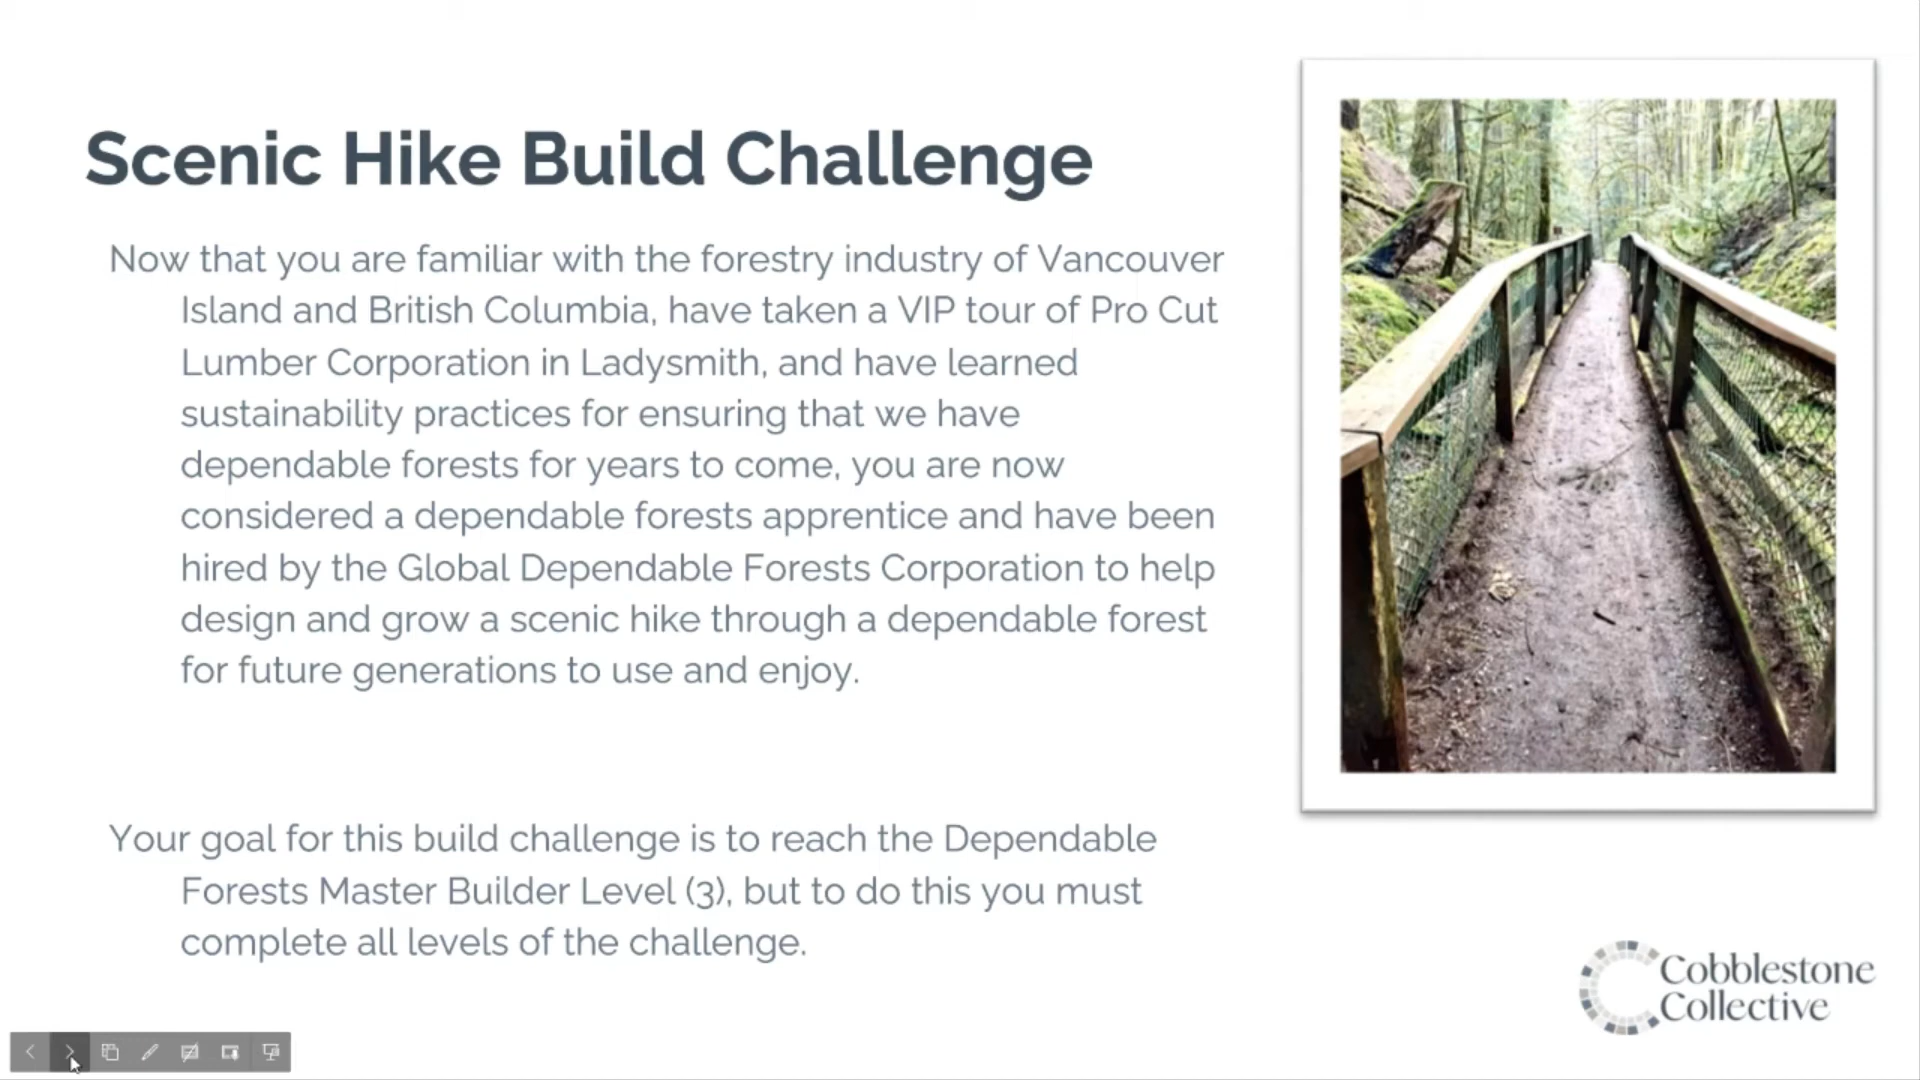 Scenic Hike Build Challenge
Now that you are familiar with the forestry industry of Vancouver
Island and British Columbia, have taken a VIP tour of Pro Cut
Lumber Corporation in Ladysmith, and have learned
sustainability practices for ensuring that we have
dependable forests for years to come, you are now
considered a dependable forests apprentice and have been
hired by the Global Dependable Forests Corporation to help
design and grow a scenic hike through a dependable forest
for future generations to use and enjoy.
Your goal for this build challenge is to reach the Dependable
Forests Master Builder Level (3), but to do this you must
complete all levels of the challenge.
Cobblestone
Collective